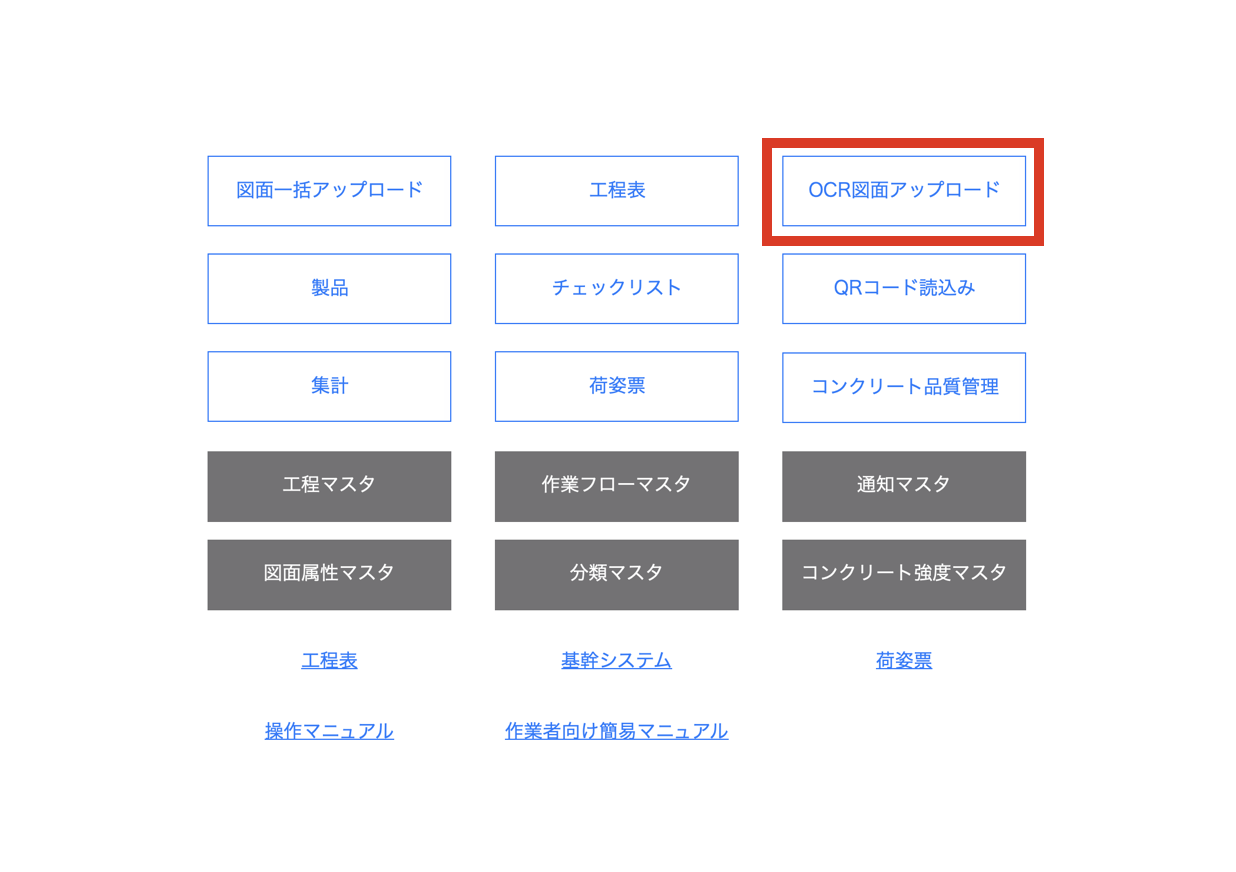 図面一括アップロード
工程表
OCR図面アップロード
製品
チェックリスト
QRコード読込み
集計
荷姿票
コンクリート品質管理
工程マスタ
作業フローマスタ
通知マスタ
図面属性マスタ
分類マスタ
コンクリート強度マスタ
工程表
基幹システム
荷姿票
操作マニュアル
作業者向け簡易マニュアル